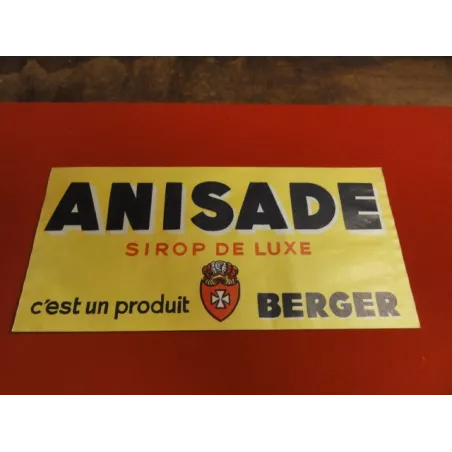 ANISADE
SIROP DE LUXE
c'est un produit BERGER